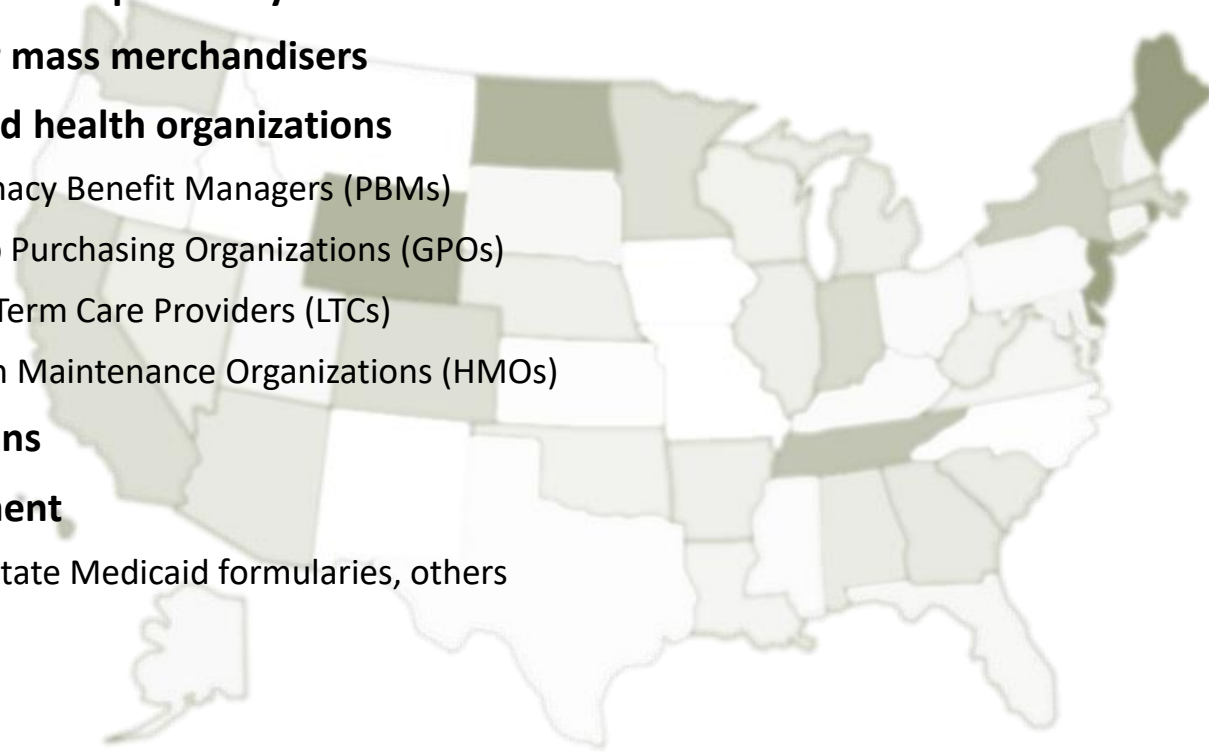 mass merchandisers
d health organizations
nacy Benefit Managers (PBMs)
Purchasing Organizations (GPOs)
Term Care Providers (LTCs)
n Maintenance Organizations (HMOs)
ns
ent
tate Medicaid formularies, others